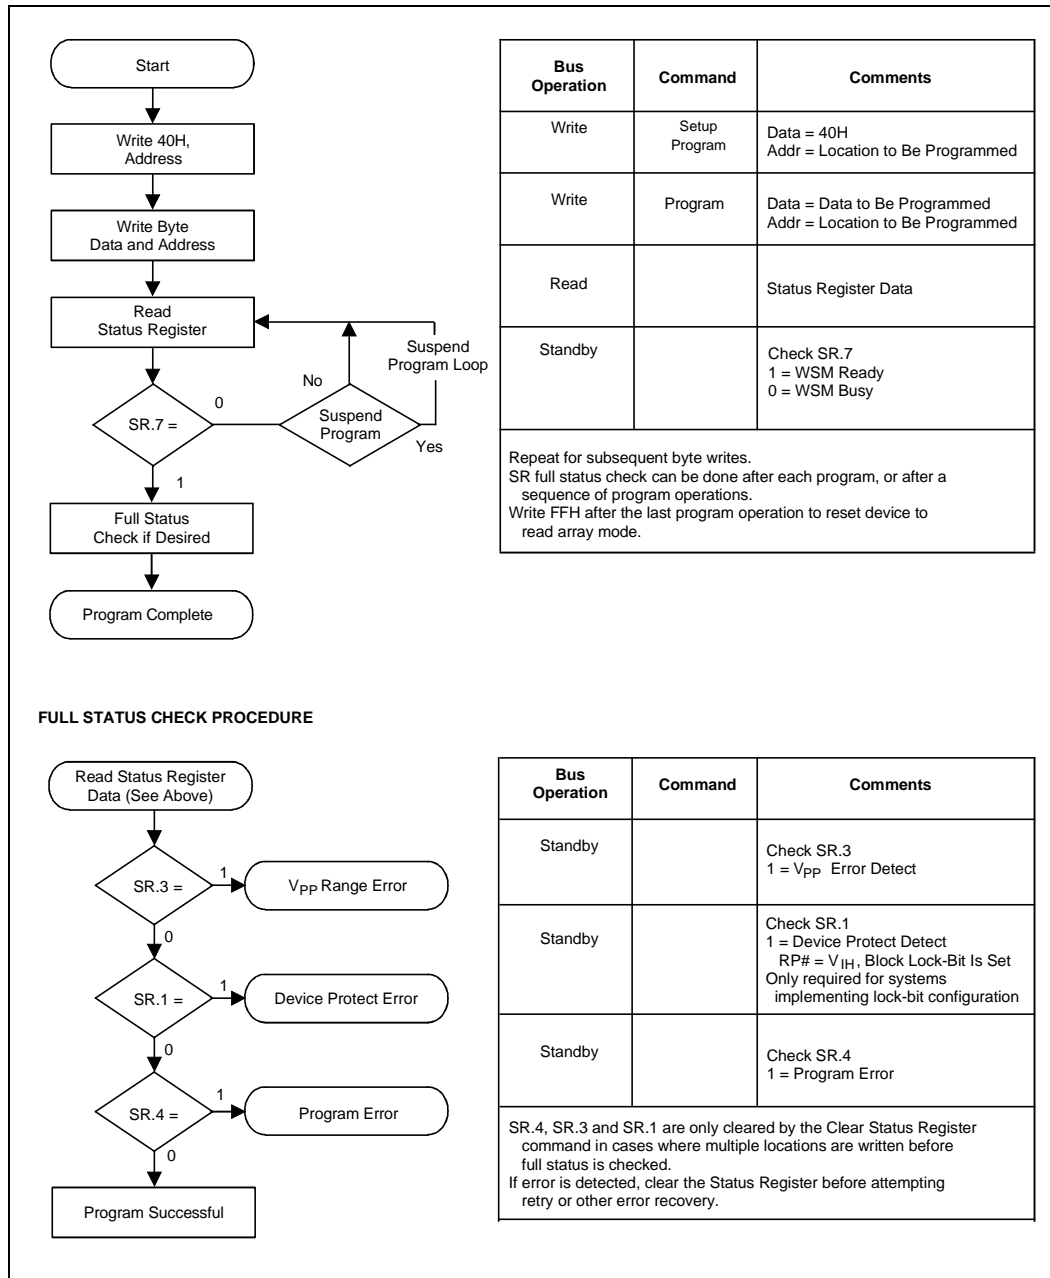 Start
Write 40H,
Address
Write Byte
Data and Address
Read
Status Register
Suspend
Program Loop
No
0
SR.7 =
Suspend
Program
Yes
1
Full Status
Check if Desired
Program Complete
Bus
Operation
Command
Comments
Write
Setup
Program
Data = 40H
Addr = Location to Be Programmed
Write
Program
Data = Data to Be Programmed
Addr = Location to Be Programmed
Read
Status Register Data
Standby
Check SR.7
1 = WSM Ready
0 = WSM Busy
Repeat for subsequent byte writes.
SR full status check can be done after each program, or after a
sequence of program operations.
Write FFH after the last program operation to reset device to
read array mode.
FULL STATUS CHECK PROCEDURE
Read Status Register
Data (See Above)
SR.3 =
1
VPP Range Error
0
SR.1 =
1
Device Protect Error
0
SR.4 =
1
Program Error
0
Program Successful
Bus
Operation
Command
Comments
Standby
Check SR.3
1 = VPP Error Detect
Standby
Check SR.1
1 = Device Protect Detect
RP# = VIH, Block Lock-Bit Is Set
Only required for systems
implementing lock-bit configuration
Standby
Check SR.4
1 = Program Error
SR.4, SR.3 and SR.1 are only cleared by the Clear Status Register
command in cases where multiple locations are written before
full status is checked.
If error is detected, clear the Status Register before attempting
retry or other error recovery.